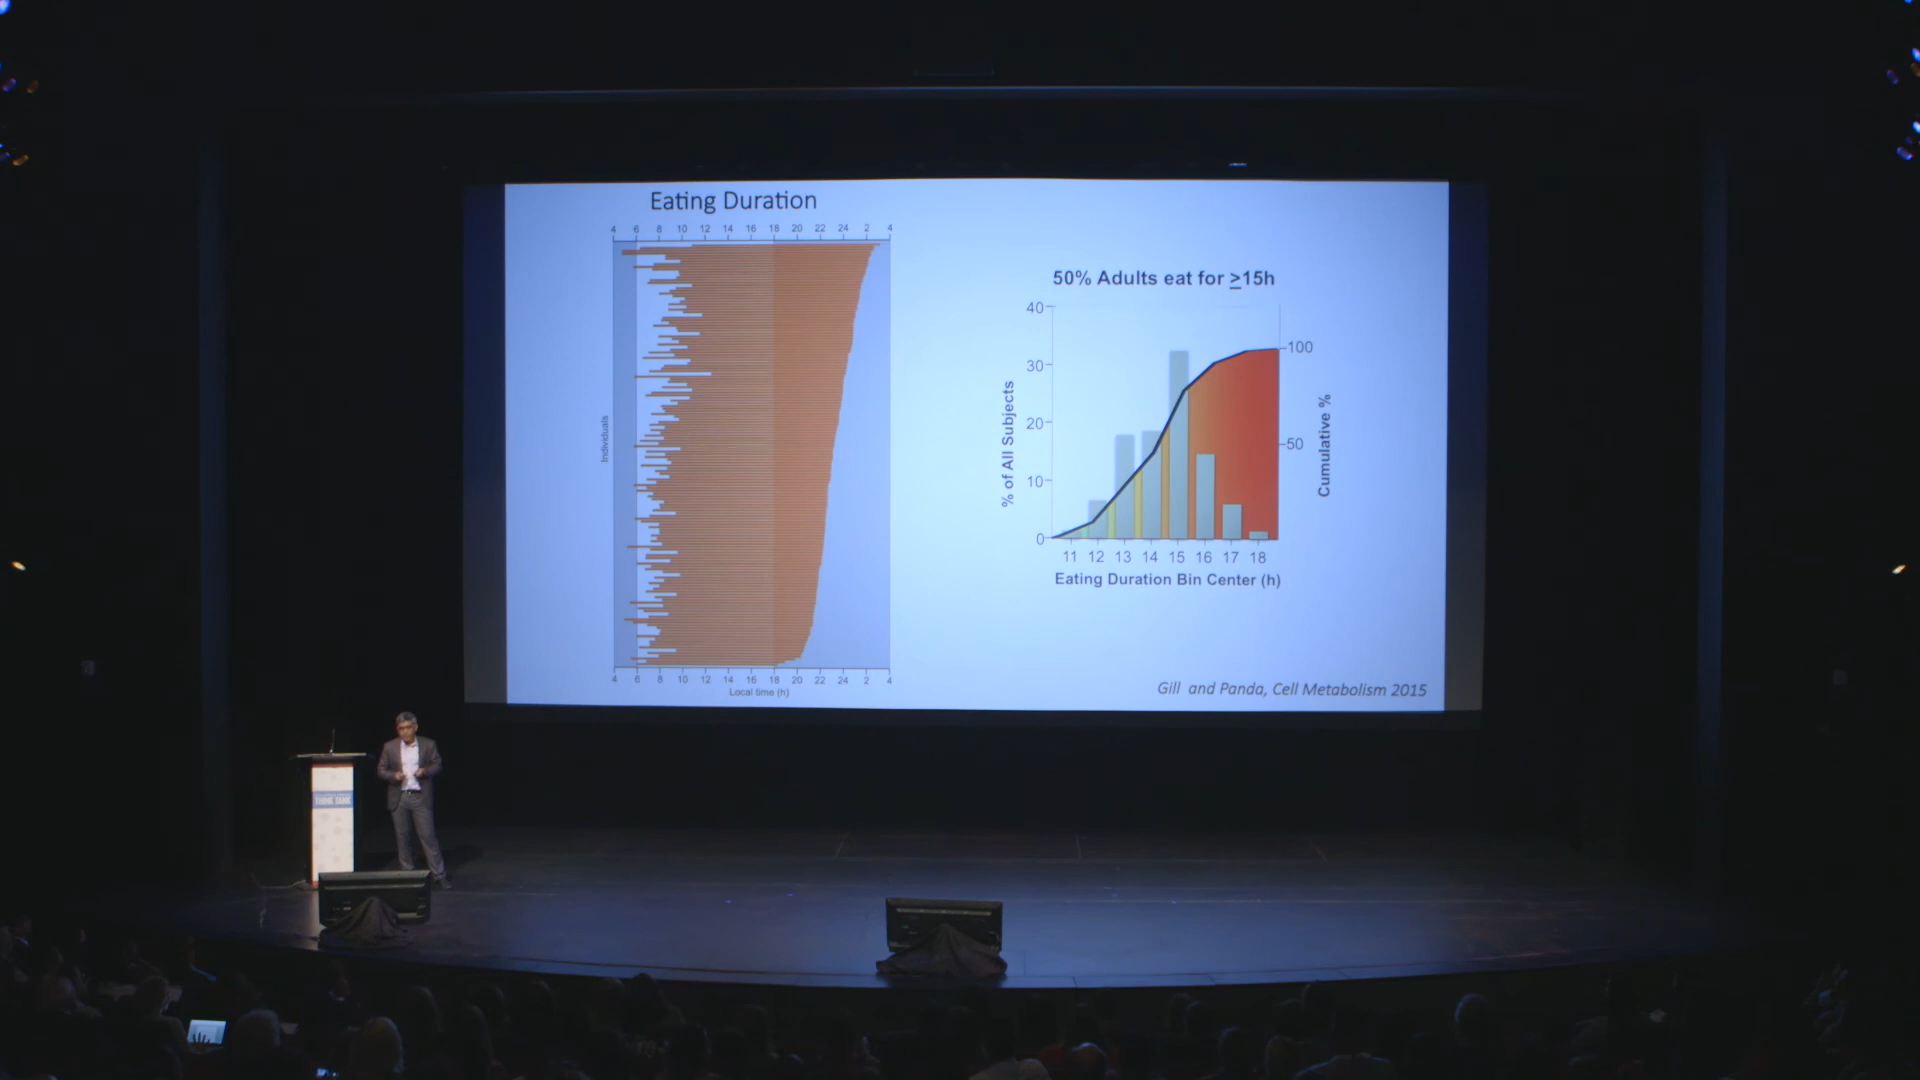 Eating Duration
4 6 8 10 12 14 16 18 20 22 24 2 4
Individuals
4 6 8 10 12 14 16 18 20 22 24 2 4
Local time (h)
50% Adults eat for ≥15h
40
30
20
10
0
% of All Subjects
100
50
Cumulative %
11 12 13 14 15 16 17 18
Eating Duration Bin Center (h)
Gill and Panda, Cell Metabolism 2015
THINK TANK